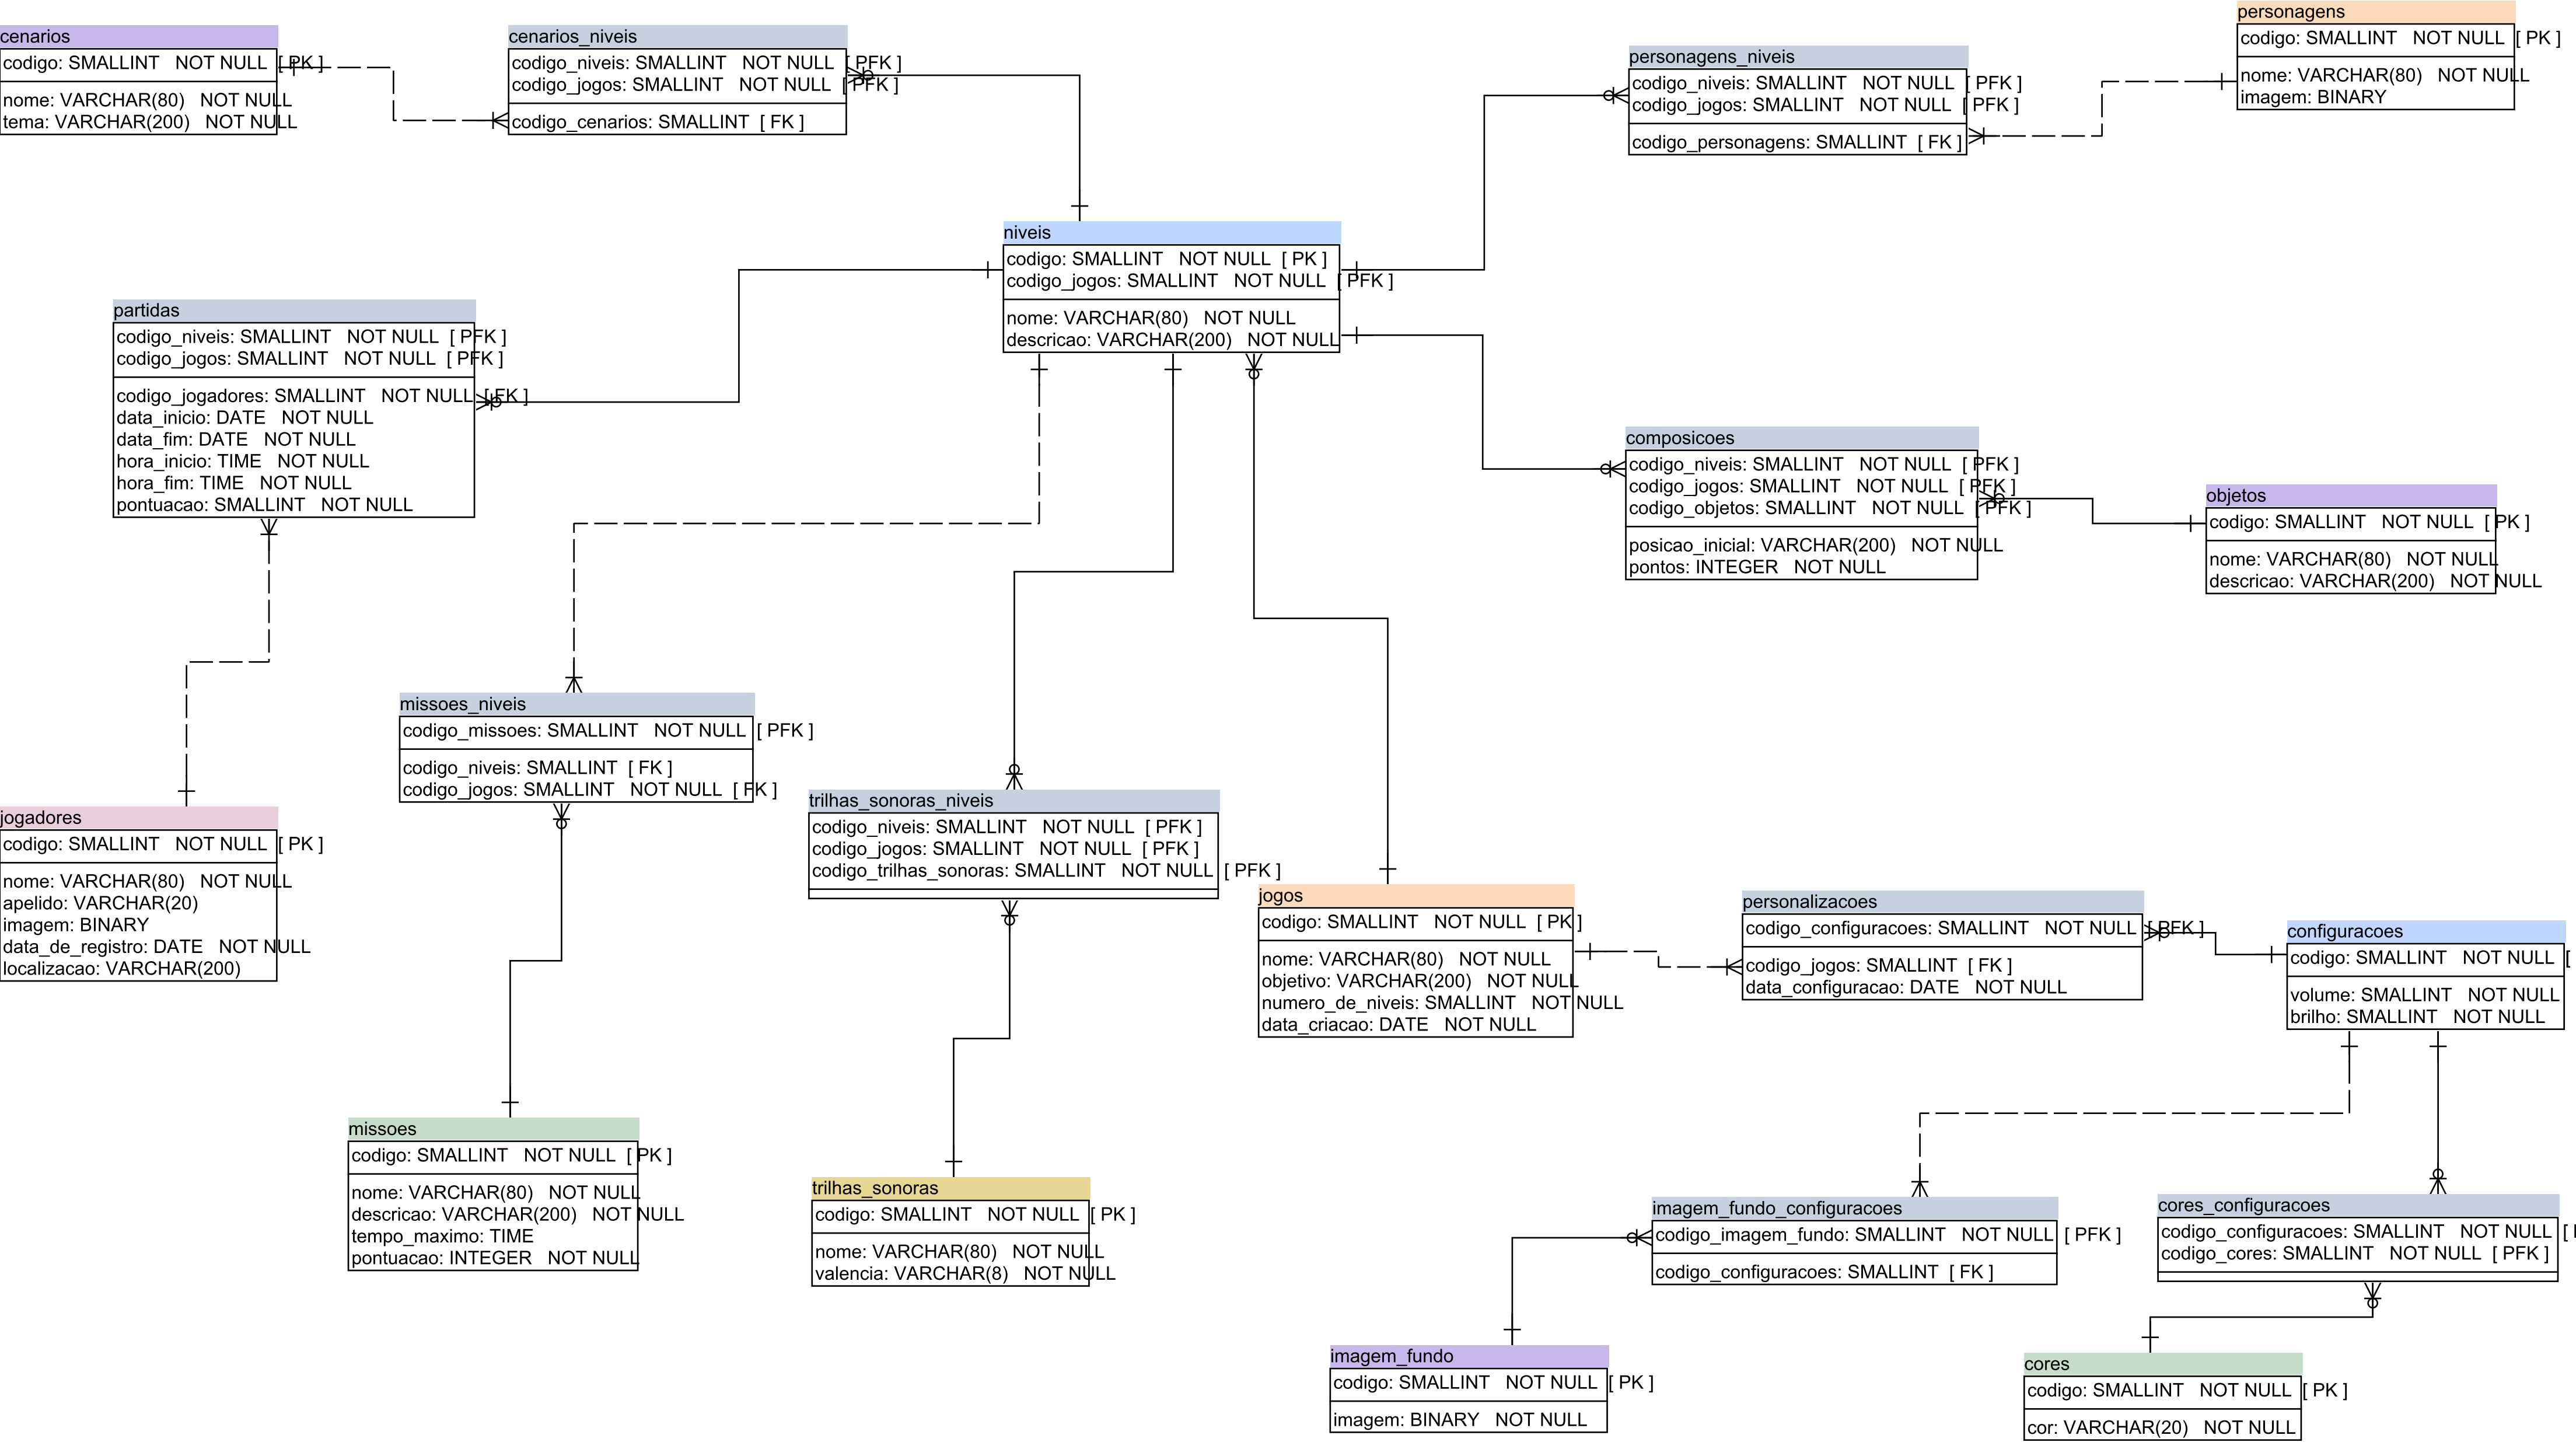 cenarios
codigo: SMALLINT   NOT NULL  [ PK ]
nome: VARCHAR(80)   NOT NULL
tema: VARCHAR(200)   NOT NULL
cenarios_niveis
codigo_niveis: SMALLINT   NOT NULL  [ PFK ]
codigo_jogos: SMALLINT   NOT NULL  [ PFK ]
codigo_cenarios: SMALLINT  [ FK ]
personagens_niveis
codigo_niveis: SMALLINT   NOT NULL  [ PFK ]
codigo_jogos: SMALLINT   NOT NULL  [ PFK ]
codigo_personagens: SMALLINT  [ FK ]
personagens
codigo: SMALLINT   NOT NULL  [ PK ]
nome: VARCHAR(80)   NOT NULL
imagem: BINARY
niveis
codigo: SMALLINT   NOT NULL  [ PK ]
codigo_jogos: SMALLINT   NOT NULL  [ PFK ]
nome: VARCHAR(80)   NOT NULL
descricao: VARCHAR(200)   NOT NULL
partidas
codigo_niveis: SMALLINT   NOT NULL  [ PFK ]
codigo_jogos: SMALLINT   NOT NULL  [ PFK ]
codigo_jogadores: SMALLINT   NOT NULL  [ FK ]
data_inicio: DATE   NOT NULL
data_fim: DATE   NOT NULL
hora_inicio: TIME   NOT NULL
hora_fim: TIME   NOT NULL
pontuacao: SMALLINT   NOT NULL
composicoes
codigo_niveis: SMALLINT   NOT NULL  [ PFK ]
codigo_jogos: SMALLINT   NOT NULL  [ PFK ]
codigo_objetos: SMALLINT   NOT NULL  [ PFK ]
posicao_inicial: VARCHAR(200)   NOT NULL
pontos: INTEGER   NOT NULL
objetos
codigo: SMALLINT   NOT NULL  [ PK ]
nome: VARCHAR(80)   NOT NULL
descricao: VARCHAR(200)   NOT NULL
missoes_niveis
codigo_missoes: SMALLINT   NOT NULL  [ PFK ]
codigo_niveis: SMALLINT  [ FK ]
codigo_jogos: SMALLINT   NOT NULL  [ FK ]
jogadores
codigo: SMALLINT   NOT NULL  [ PK ]
nome: VARCHAR(80)   NOT NULL
apelido: VARCHAR(20)
imagem: BINARY
data_de_registro: DATE   NOT NULL
localizacao: VARCHAR(200)
trilhas_sonoras_niveis
codigo_niveis: SMALLINT   NOT NULL  [ PFK ]
codigo_jogos: SMALLINT   NOT NULL  [ PFK ]
codigo_trilhas_sonoras: SMALLINT   NOT NULL  [ PFK ]
jogos
codigo: SMALLINT   NOT NULL  [ PK ]
nome: VARCHAR(80)   NOT NULL
objetivo: VARCHAR(200)   NOT NULL
numero_de_niveis: SMALLINT   NOT NULL
data_criacao: DATE   NOT NULL
personalizacoes
codigo_configuracoes: SMALLINT   NOT NULL  [ PFK ]
codigo_jogos: SMALLINT  [ FK ]
data_configuracao: DATE   NOT NULL
configuracoes
codigo: SMALLINT   NOT NULL  [
volume: SMALLINT   NOT NULL
brilho: SMALLINT   NOT NULL
missoes
codigo: SMALLINT   NOT NULL  [ PK ]
nome: VARCHAR(80)   NOT NULL
descricao: VARCHAR(200)   NOT NULL
tempo_maximo: TIME
pontuacao: INTEGER   NOT NULL
trilhas_sonoras
codigo: SMALLINT   NOT NULL  [ PK ]
nome: VARCHAR(80)   NOT NULL
valencia: VARCHAR(8)   NOT NULL
imagem_fundo_configuracoes
codigo_imagem_fundo: SMALLINT   NOT NULL  [ PFK ]
codigo_configuracoes: SMALLINT  [ FK ]
cores_configuracoes
codigo_configuracoes: SMALLINT   NOT NULL  [
codigo_cores: SMALLINT   NOT NULL  [ PFK ]
imagem_fundo
codigo: SMALLINT   NOT NULL  [ PK ]
imagem: BINARY   NOT NULL
cores
codigo: SMALLINT   NOT NULL  [ PK ]
cor: VARCHAR(20)   NOT NULL